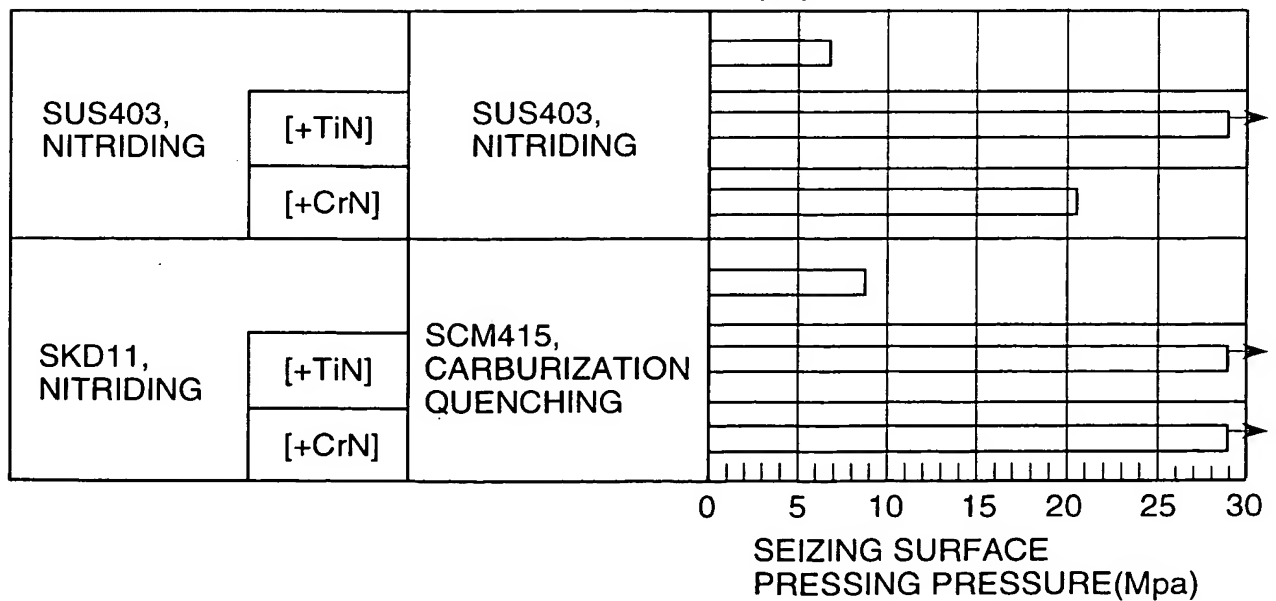 SUS403,
NITRIDING
[+TiN]
[+CrN]
SUS403,
NITRIDING
SKD11,
NITRIDING
[+TiN]
[+CrN]
SCM415,
CARBURIZATION
QUENCHING
0 5 10 15 20 25 30
SEIZING SURFACE
PRESSING PRESSURE(Mpa)